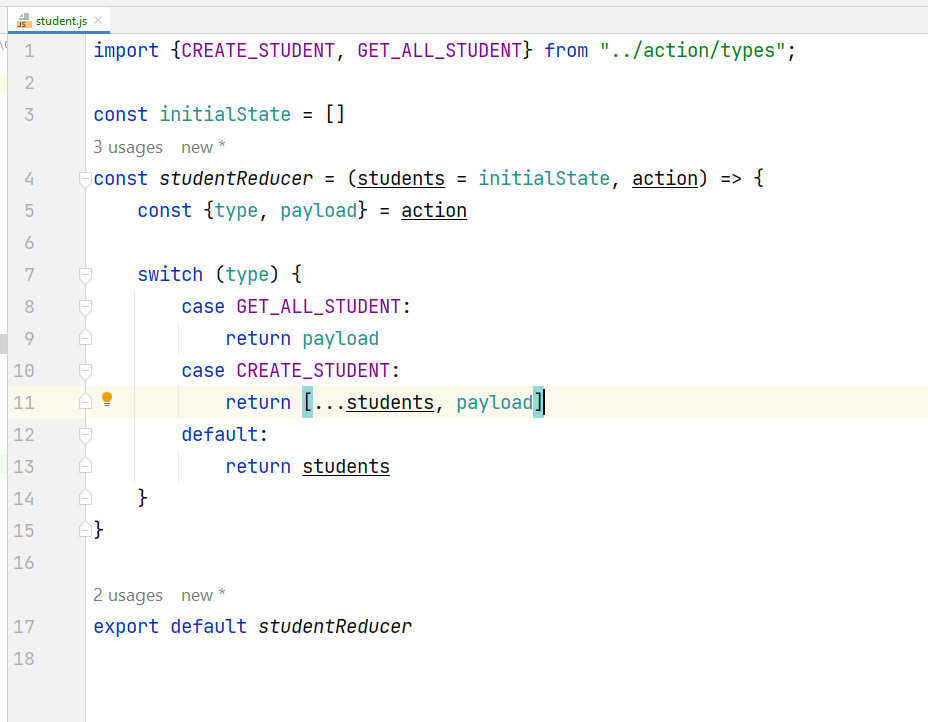 student.js
1 import {CREATE_STUDENT, GET_ALL_STUDENT} from "../action/types";
2
3 const initialState = []
3 usages new *
4 const studentReducer = (students = initialState, action) => {
5     const {type, payload} = action
6
7     switch (type) {
8         case GET_ALL_STUDENT:
9             return payload
10         case CREATE_STUDENT:
11             return [...students, payload]
12         default:
13             return students
14     }
15 }
16
2 usages new *
17 export default studentReducer
18